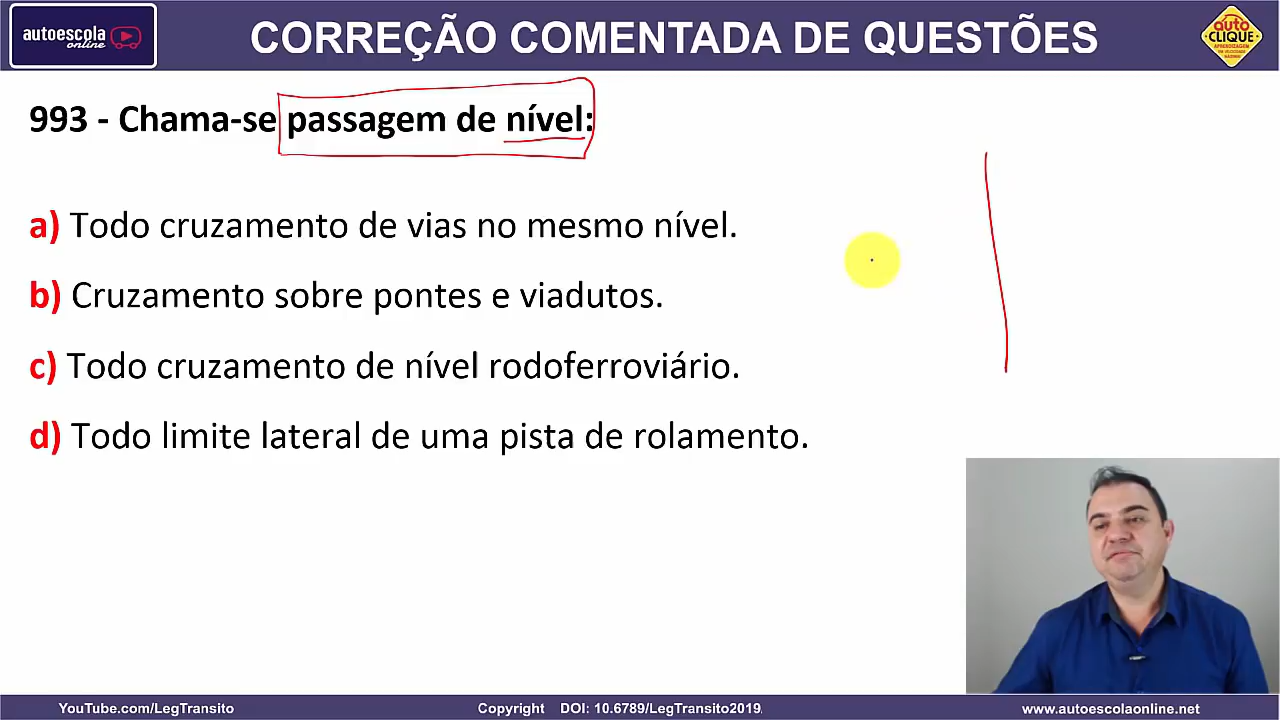 autoescola
online
CORREÇÃO COMENTADA DE QUESTÕES
auto
CLIQUE
993 - Chama-se passagem de nível:
a) Todo cruzamento de vias no mesmo nível.
b) Cruzamento sobre pontes e viadutos.
c) Todo cruzamento de nível rodoferroviário.
d) Todo limite lateral de uma pista de rolamento.
YouTube.com/LegTransito
Copyright DOI: 10.6789/LegTransito2019
www.autoescolaonline.net